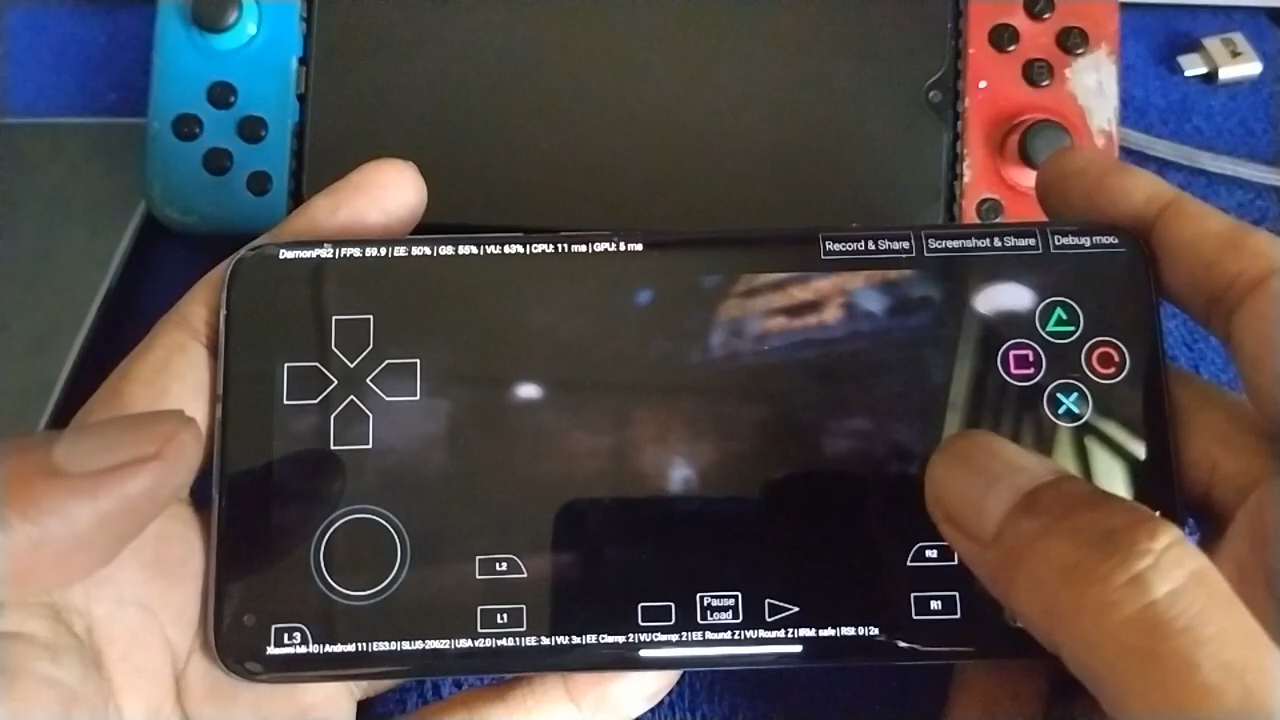 DamonPS2 | FPS: 59.9 | EE: 50% | GS: 55% | VU: 63% | CPU: 11 ms | GPU: 5 ms
Record & Share
Screenshot & Share
Debug mod
L2
R2
L1
Pause
Load
R1
L3
Xiaomi Mi 10 | Android 11 | ES3.0 | SLUS-20622 | USA v2.0 | v4.0.1 | EE: 3x | VU: 3x | EE Clamp: 2 | VU Clamp: 2 | EE Round: Z | VU Round: Z | IRM: safe | RSI: 0 | 2x
A
B